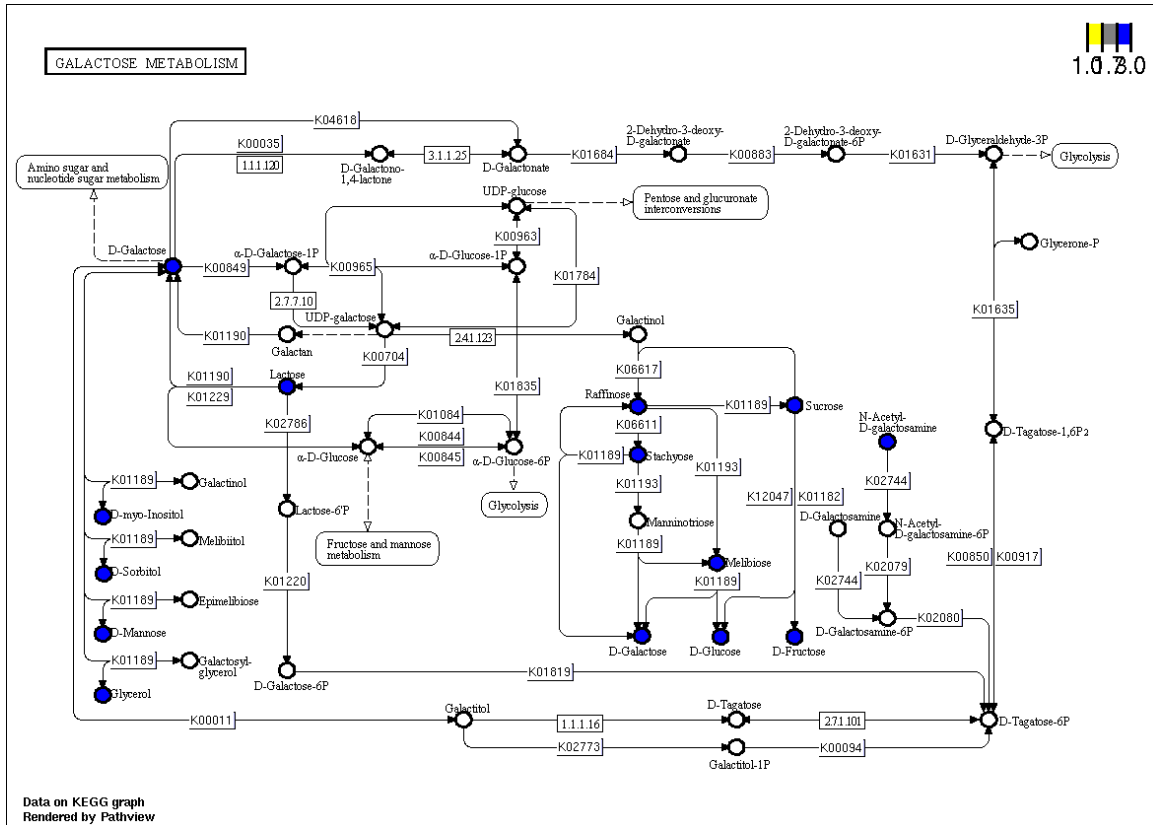 GALACTOSE METABOLISM
K04618
K00035
1.1.1.120
D-Galactono-
1,4-lactone
3.1.1.25
D-Galactonate
K01684
2-Dehydro-3-deoxy-
D-galactonate
K00883
2-Dehydro-3-deoxy-
D-galactonate-6P
K01631
D-Glyceraldehyde-3P
Glycolysis
Amino sugar and
nucleotide sugar metabolism
UDP-glucose
Pentose and glucuronate
interconversions
K00963
D-Galactose
K00849
α-D-Galactose-1P
K00965
α-D-Glucose-1P
K01784
Glycerone-P
2.7.7.10
UDP-galactose
K01190
Galactan
2.4.1.123
Galactinol
K01635
K00704
K01190
K01229
Lactose
K01835
K06617
K02786
K01084
K00844
K00845
α-D-Glucose
α-D-Glucose-6P
Glycolysis
Raffinose
K01189
Sucrose
K06611
K01189
Stachyose
K01193
K01193
Manninotriose
K01189
Melibiose
K01189
K12047
K01182
N-Acetyl-
D-galactosamine
D-Tagatose-1,6P2
K02744
D-Galactosamine
N-Acetyl-
D-galactosamine-6P
K00850
K00917
K02744
K02079
D-Galactosamine-6P
K02080
K01189
Galactinol
D-myo-Inositol
K01189
Melibiitol
D-Sorbitol
K01189
Epimelibiose
D-Mannose
K01189
Galactosyl-
glycerol
Glycerol
Lactose-6'P
Fructose and mannose
metabolism
K01220
D-Galactose
D-Glucose
D-Fructose
D-Galactose-6P
K01819
K00011
Galactitol
1.1.1.16
D-Tagatose
2.7.1.101
D-Tagatose-6P
K02773
Galactitol-1P
K00094
Data on KEGG graph
Rendered by Pathview